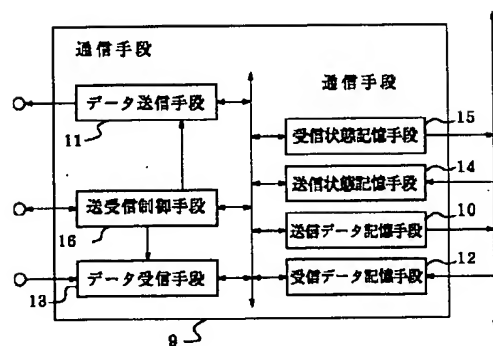 通信手段
通信手段
データ送信手段
11
受信状態記憶手段
15
送信状態記憶手段
14
送受信制御手段
16
送信データ記憶手段
10
データ受信手段
13
受信データ記憶手段
12
9